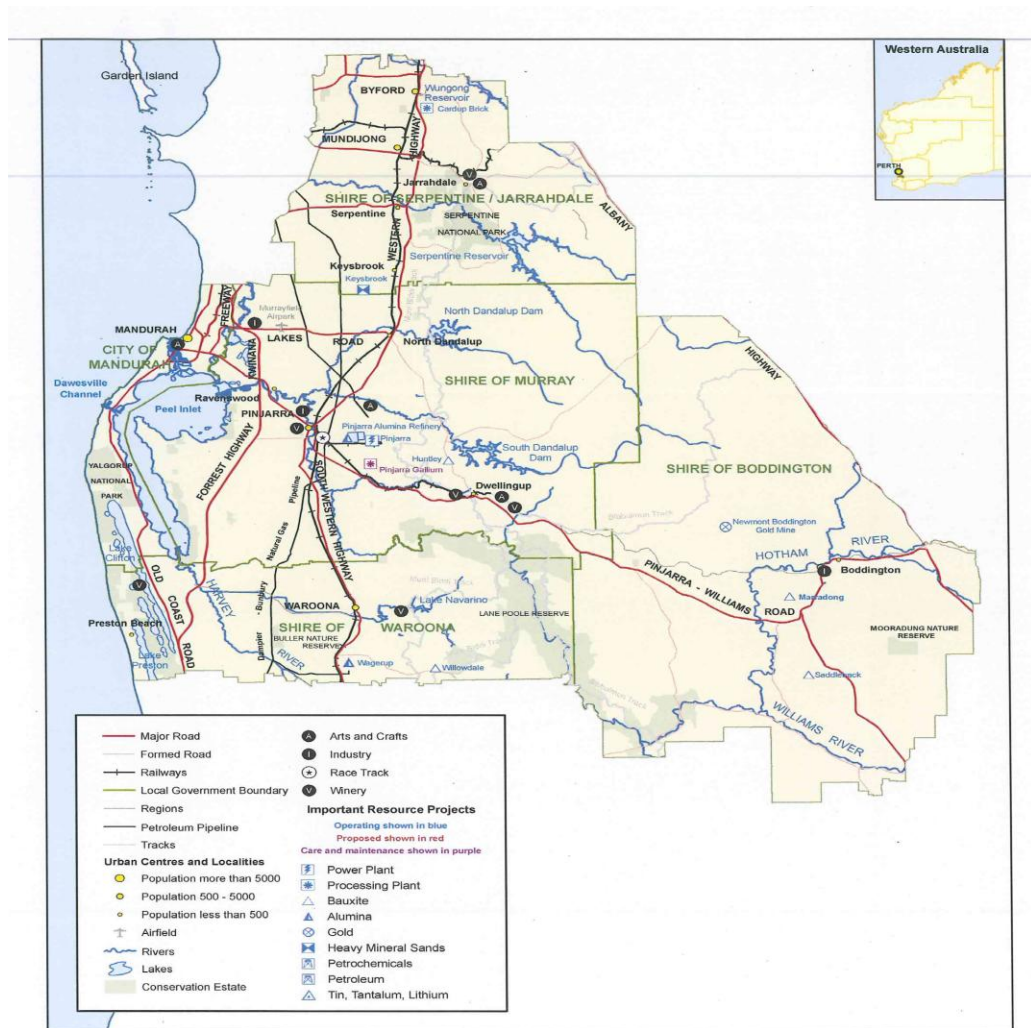 Western Australia
PERTH
Garden Island
BYFORD
Wungong
Reservoir
Cardup Brick
MUNDIJONG
HIGHWAY
Jarrahdale
SHIRE OF SERPENTINE / JARRAHDALE
ALBANY
Serpentine
SERPENTINE
NATIONAL PARK
WESTERN
Serpentine Reservoir
Keysbrook
Keysbrook
FREEWAY
Murrayfield
Airpark
North Dandalup Dam
MANDURAH
LAKES
ROAD
North Dandalup
CITY OF
MANDURAH
KWINANA
HIGHWAY
Dawesville
Channel
Ravenswood
SHIRE OF MURRAY
Peel Inlet
PINJARRA
Pinjarra Alumina Refinery
Pinjarra
South Dandalup
Dam
Huntley
Pinjarra Gallium
SHIRE OF BODDINGTON
YALGORUP
NATIONAL
PARK
FORREST HIGHWAY
Pipeline
SOUTH WESTERN HIGHWAY
Dwellingup
Newmont Boddington
Gold Mine
Natural Gas
Lake
Clifton
HOTHAM
RIVER
Boddington
PINJARRA - WILLIAMS
ROAD
Marradong
OLD
COAST
ROAD
HARVEY
RIVER
Bunbury
Dampier
WAROONA
Lake Navarino
LANE POOLE RESERVE
Preston Beach
SHIRE OF
WAROONA
BULLER NATURE
RESERVE
MOORADUNG NATURE
RESERVE
Lake
Preston
Wagerup
Willowdale
Saddleback
WILLIAMS RIVER
Major Road
Formed Road
Railways
Local Government Boundary
Regions
Petroleum Pipeline
Tracks
Urban Centres and Localities
Population more than 5000
Population 500 - 5000
Population less than 500
Airfield
Rivers
Lakes
Conservation Estate
A Arts and Crafts
I Industry
Race Track
V Winery
Important Resource Projects
Operating shown in blue
Proposed shown in red
Care and maintenance shown in purple
Power Plant
Processing Plant
Bauxite
Alumina
Gold
Heavy Mineral Sands
Petrochemicals
Petroleum
Tin, Tantalum, Lithium